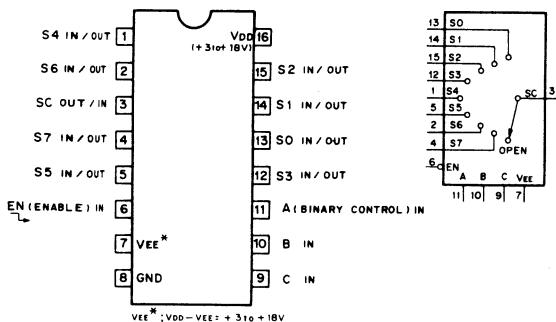 S4 IN/OUT 1
S6 IN/OUT 2
SC OUT/IN 3
S7 IN/OUT 4
S5 IN/OUT 5
EN (ENABLE) IN 6
7 VEE*
8 GND
VDD 16
(+3to+18V)
15 S2 IN/OUT
14 S1 IN/OUT
13 S0 IN/OUT
12 S3 IN/OUT
11 A (BINARY CONTROL) IN
10 B IN
9 C IN
VEE*; VDD-VEE= +3 to +18V
13 S0
14 S1
15 S2
12 S3
1 S4
5 S5
2 S6
4 S7
SC 3
OPEN
6 EN
A B C VEE
11 10 9 7